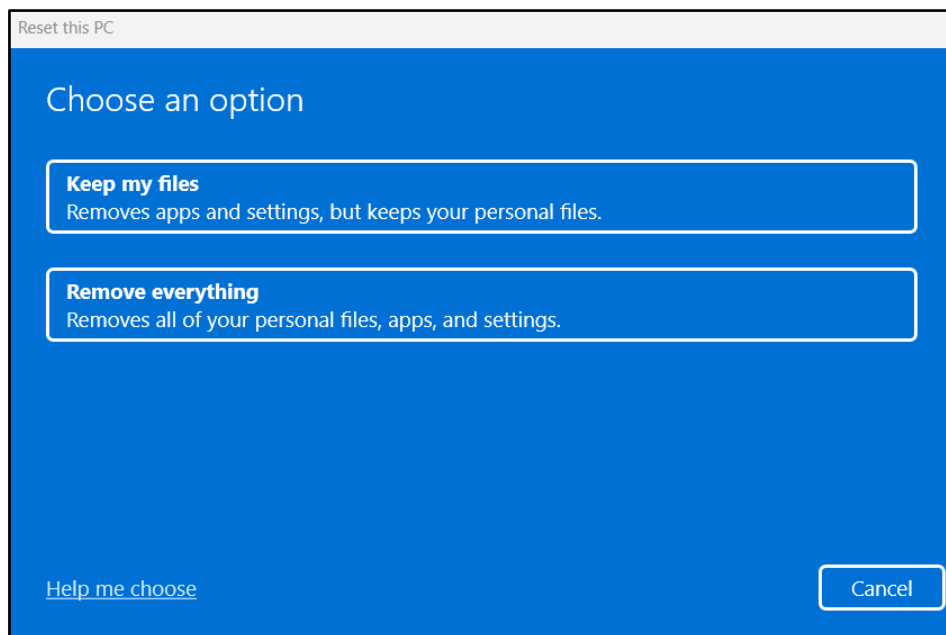 Reset this PC
Choose an option
Keep my files
Removes apps and settings, but keeps your personal files.
Remove everything
Removes all of your personal files, apps, and settings.
Help me choose
Cancel